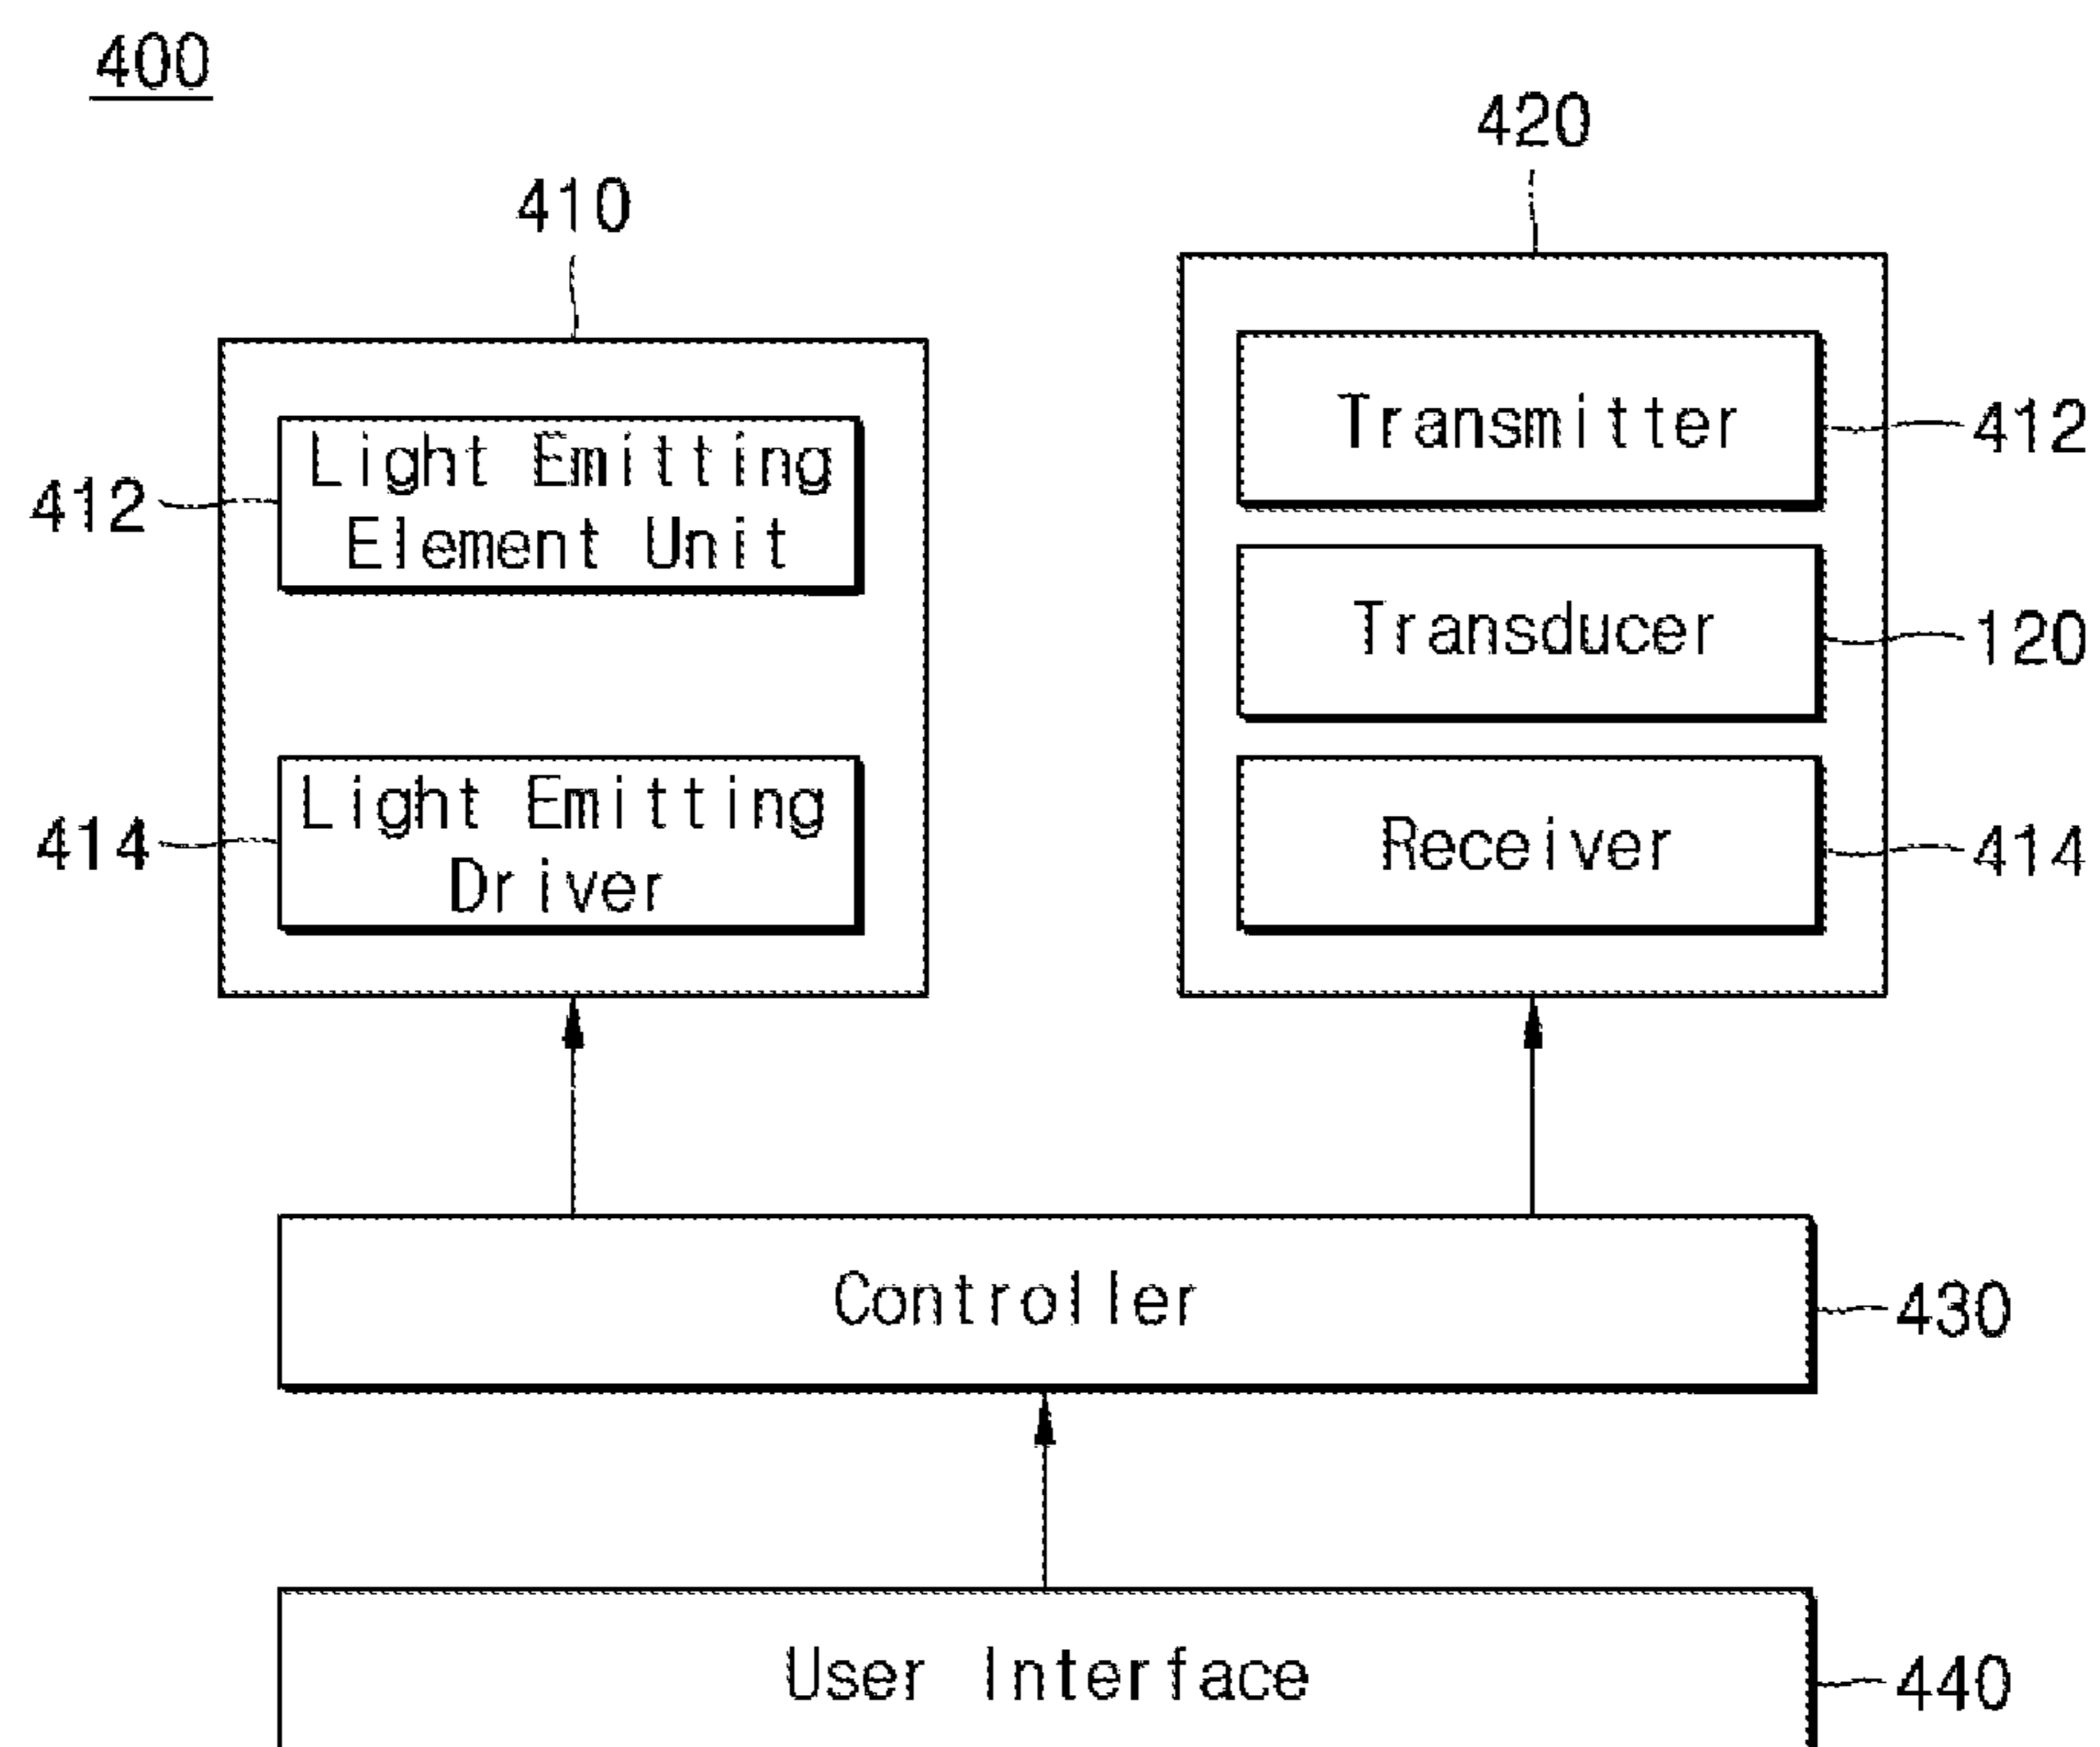 400
420
410
Transmitter
412
Light Emitting
Element Unit
412
Transducer
120
Light Emitting
Driver
414
Receiver
414
Controller
430
User Interface
440